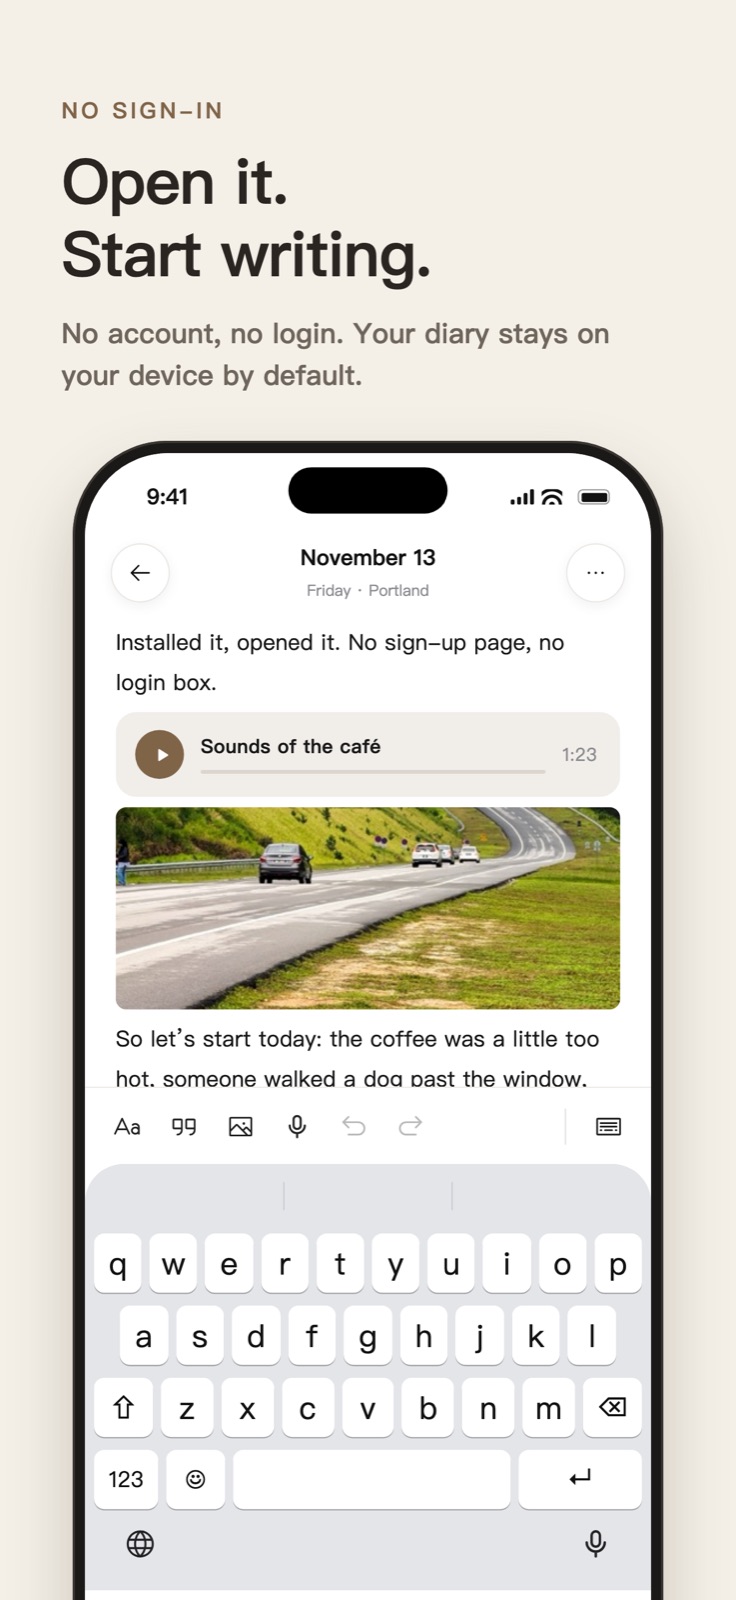 NO SIGN–IN
Open it.
Start writing.
No account, no login. Your diary stays on
your device by default.
9:41
November 13
Friday · Portland
Installed it, opened it. No sign–up page, no
login box.
Sounds of the café
1:23
So let’s start today: the coffee was a little too
hot, someone walked a dog past the window.
Aa
q w e r t y u i o p
a s d f g h j k l
z x c v b n m
123